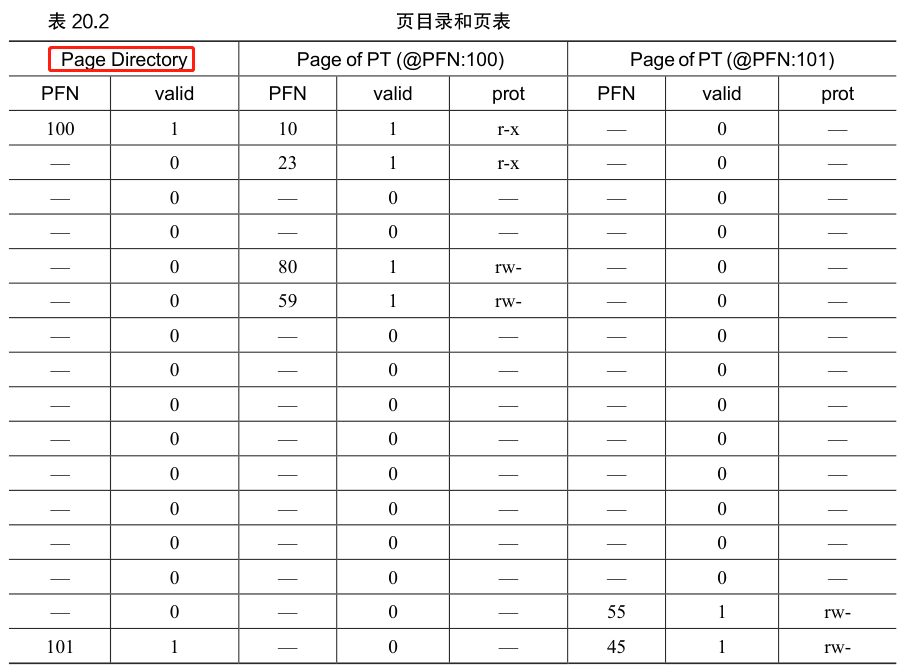 表 20.2 页目录和页表
Page Directory Page of PT (@PFN:100) Page of PT (@PFN:101)
PFN valid PFN valid prot PFN valid prot
100 1 10 1 r-x — 0 —
— 0 23 1 r-x — 0 —
— 0 — 0 — — 0 —
— 0 — 0 — — 0 —
— 0 80 1 rw- — 0 —
— 0 59 1 rw- — 0 —
— 0 — 0 — — 0 —
— 0 — 0 — — 0 —
— 0 — 0 — — 0 —
— 0 — 0 — — 0 —
— 0 — 0 — — 0 —
— 0 — 0 — — 0 —
— 0 — 0 — — 0 —
— 0 — 0 — — 0 —
— 0 — 0 — 55 1 rw-
101 1 — 0 — 45 1 rw-